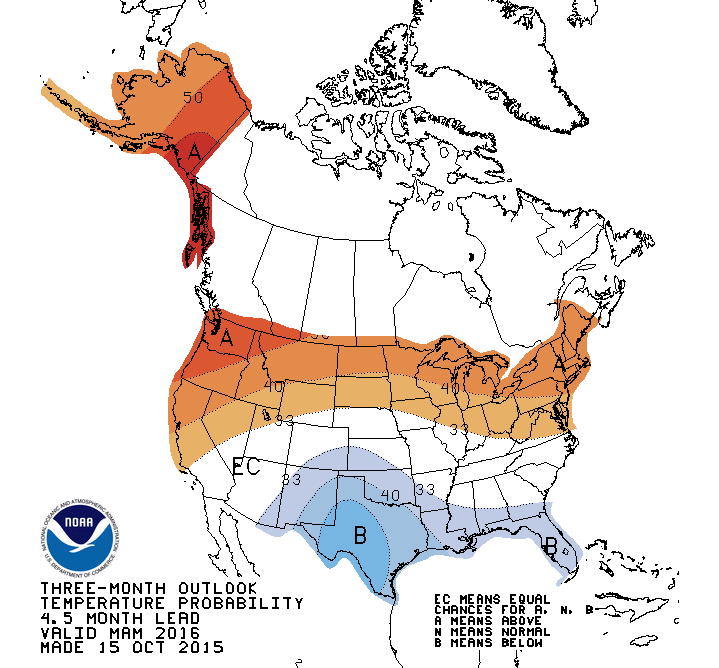 50
A
A
50
40
40
A
33
33
EC
33
40
33
B
B
NATIONAL OCEANIC AND ATMOSPHERIC ADMINISTRATION
NOAA
U.S. DEPARTMENT OF COMMERCE
THREE-MONTH OUTLOOK
TEMPERATURE PROBABILITY
4.5 MONTH LEAD
VALID MAM 2016
MADE 15 OCT 2015
EC MEANS EQUAL
CHANCES FOR A, N, B
A MEANS ABOVE
N MEANS NORMAL
B MEANS BELOW